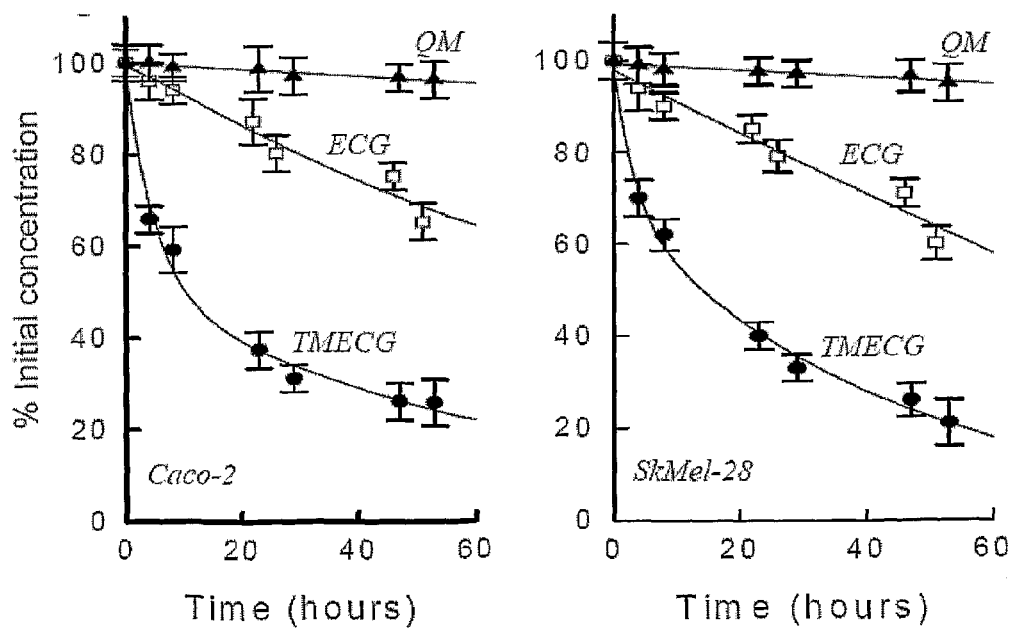 % Initial concentration
100
80
60
40
20
0
QM
ECG
TMECG
Caco-2
0 20 40 60
Time (hours)
100
80
60
40
20
0
QM
ECG
TMECG
SkMel-28
0 20 40 60
Time (hours)